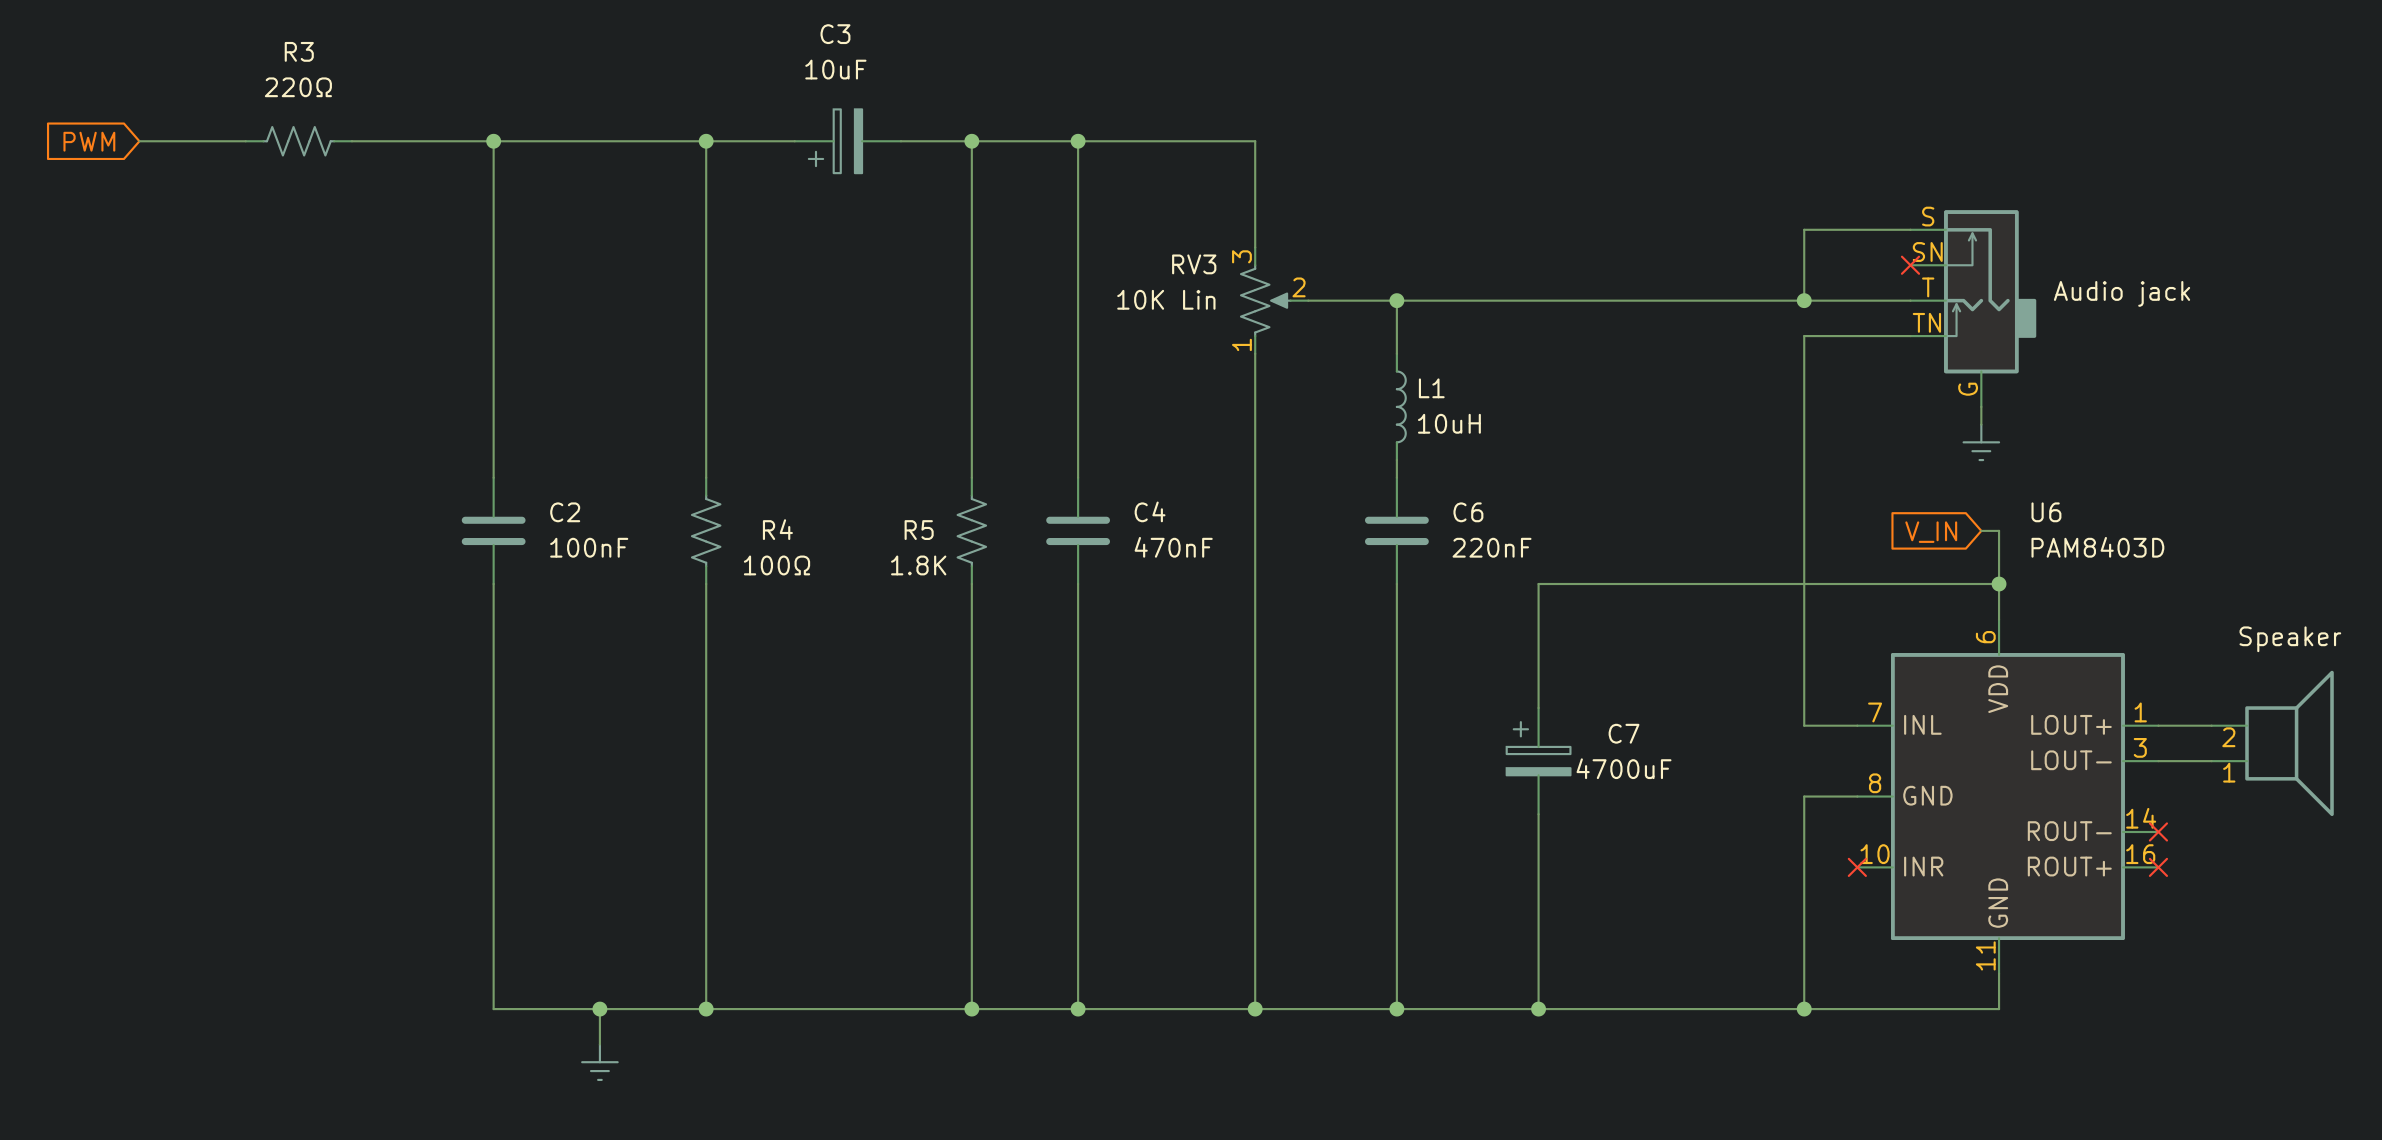 C3
10uF
R3
220Ω
PWM
+
S
SN
T
TN
G
Audio jack
RV3
10K Lin
3
2
1
L1
10uH
C2
100nF
R4
100Ω
R5
1.8K
C4
470nF
C6
220nF
V_IN
U6
PAM8403D
6
VDD
Speaker
+
C7
4700uF
7
INL
LOUT+
1
2
LOUT-
3
1
8
GND
ROUT-
14
10
INR
ROUT+
16
GND
11